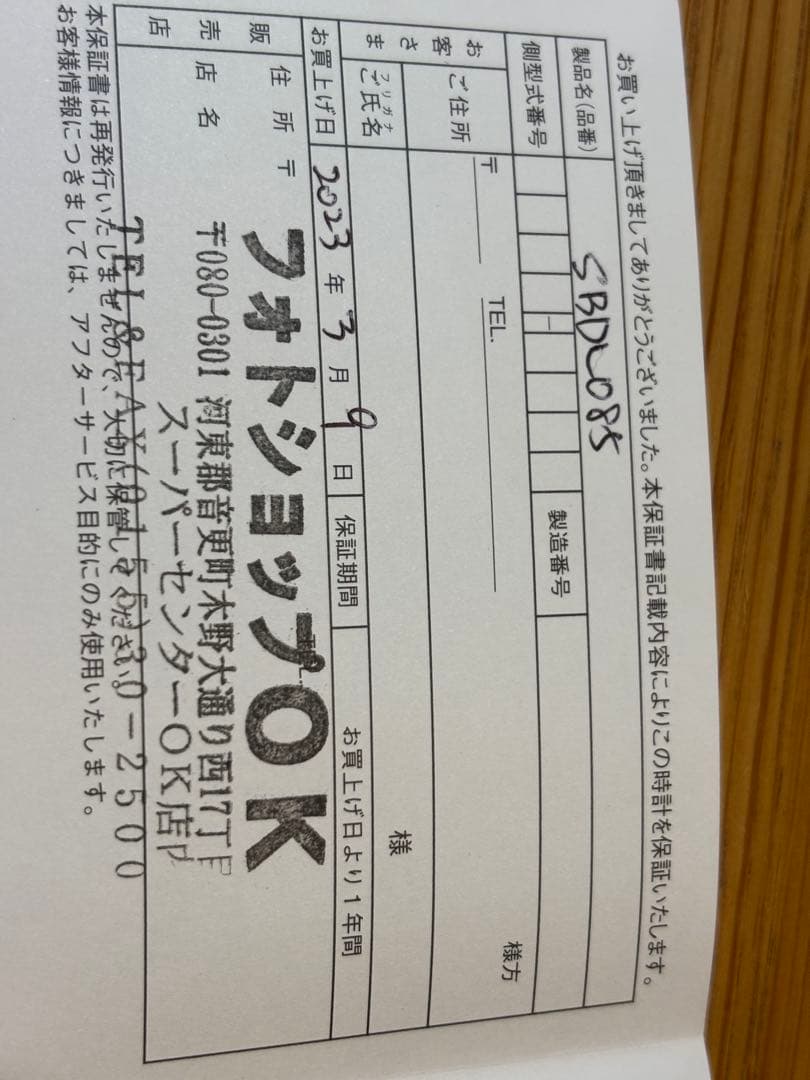 お買い上げ頂きましてありがとうございました。本保証書記載内容によりこの時計を保証いたします。
製品名(品番) SBDC085
側型式番号 － 製造番号
お客さま ご住所 〒 TEL. 様方
フリガナ
ご氏名 様
お買上げ日 2023年3月9日 保証期間 お買上げ日より1年間
販売店 住所 〒 フォトショップOK
店名 〒080-0301 河東郡音更町木野大通り西17丁目
スーパーセンターOK店内
TEL&FAX(0155)30-2500
本保証書は再発行いたしませんので、大切に保管してください。
お客様情報につきましては、アフターサービス目的にのみ使用いたします。